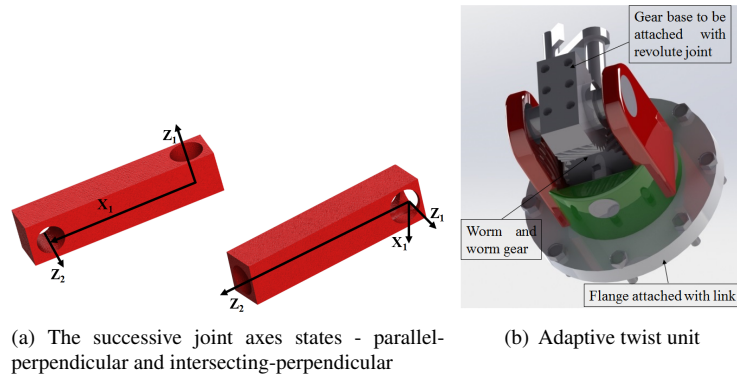 Z1
X1
Z2
Z1
X1
Z2
Gear base to be
attached with
revolute joint
Worm and
worm gear
Flange attached with link
(a) The successive joint axes states - parallel-
perpendicular and intersecting-perpendicular
(b) Adaptive twist unit